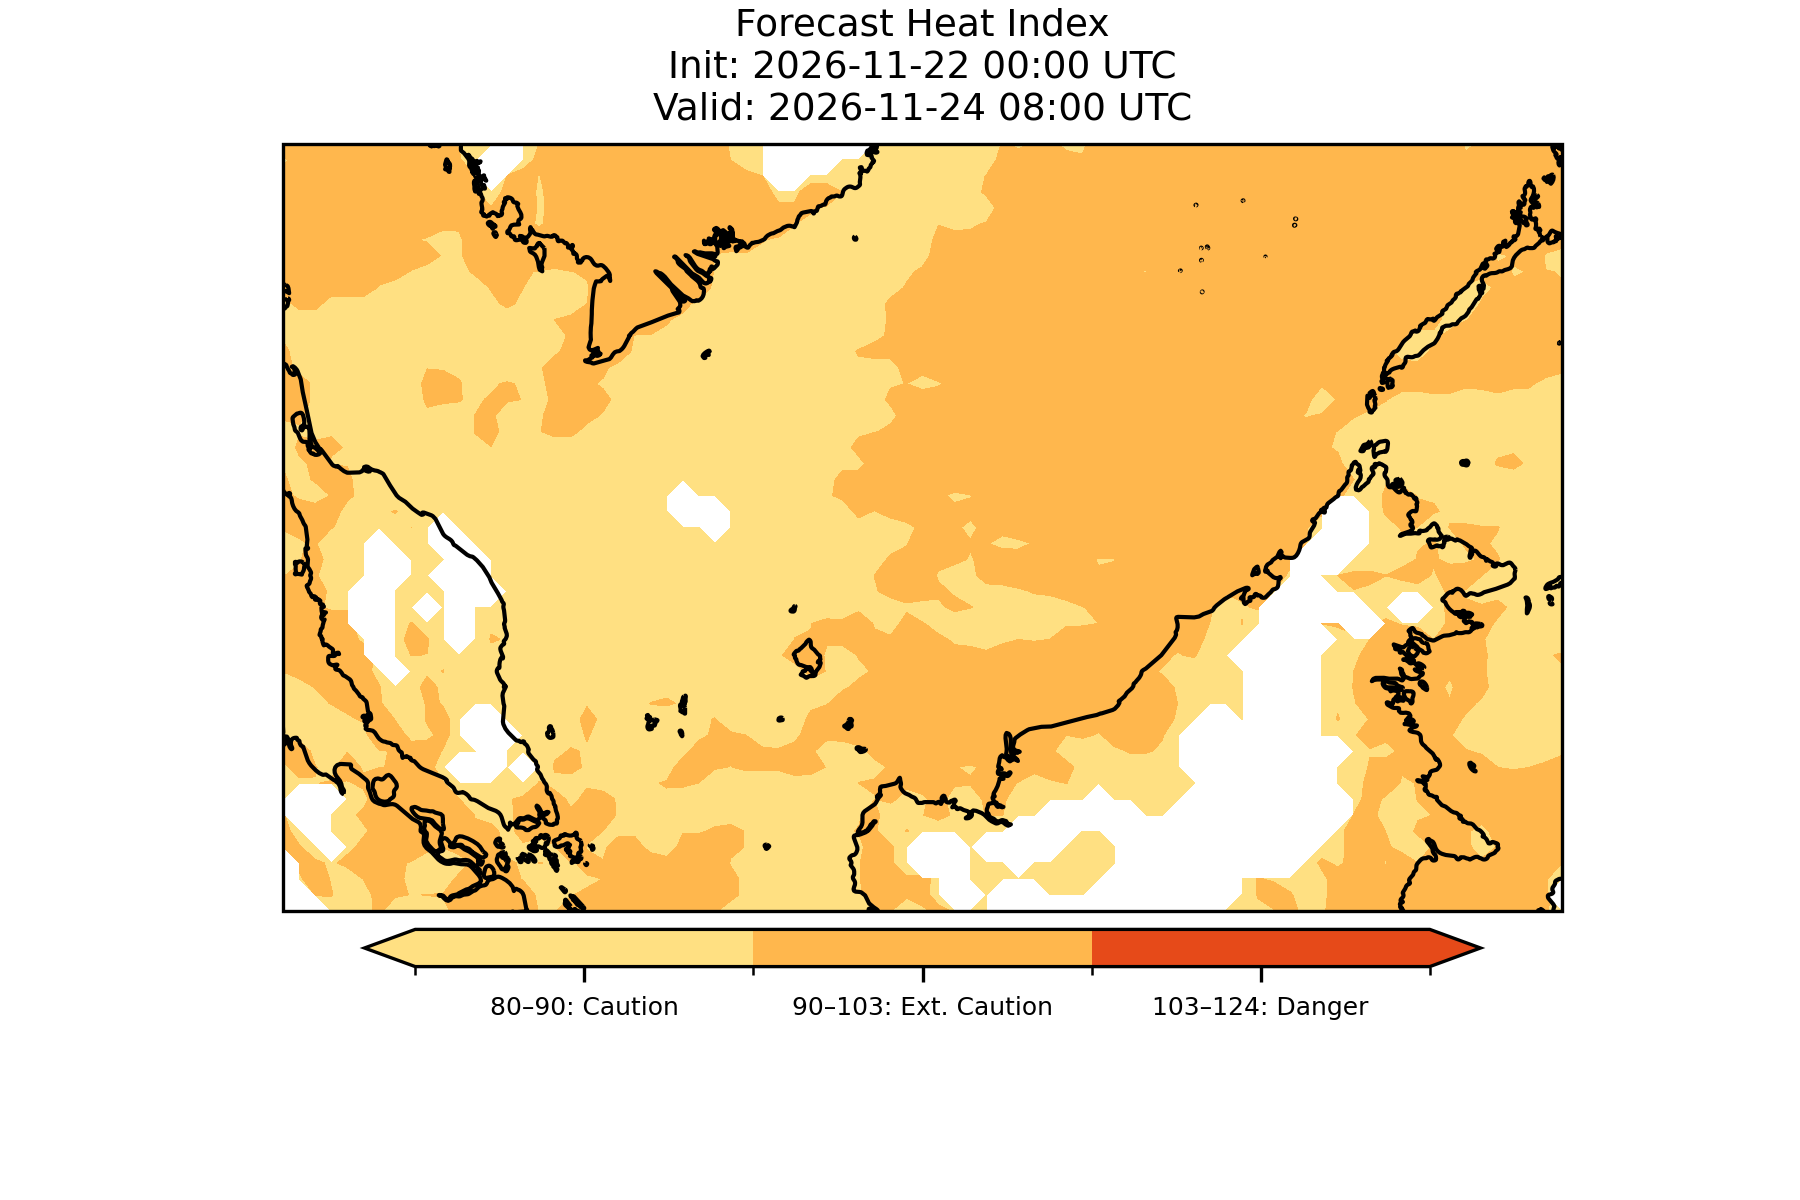 Forecast Heat Index
Init: 2026-11-22 00:00 UTC
Valid: 2026-11-24 08:00 UTC
80–90: Caution
90–103: Ext. Caution
103–124: Danger